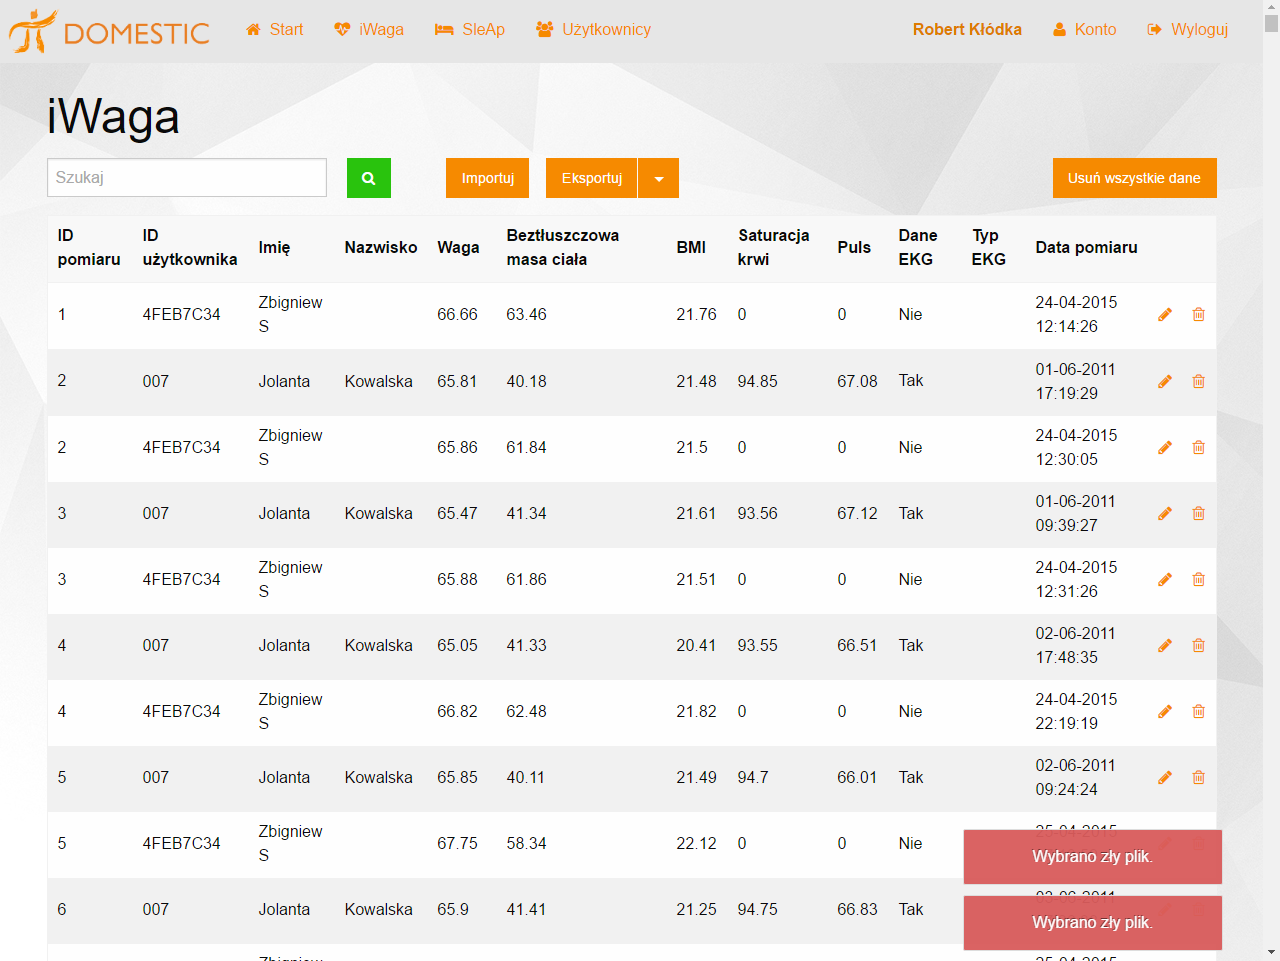 DOMESTIC Start iWaga SleAp Użytkownicy Robert Kłódka Konto Wyloguj
iWaga
Szukaj Importuj Eksportuj Usuń wszystkie dane
ID pomiaru ID użytkownika Imię Nazwisko Waga Beztłuszczowa masa ciała BMI Saturacja krwi Puls Dane EKG Typ EKG Data pomiaru
1 4FEB7C34 Zbigniew S 66.66 63.46 21.76 0 0 Nie 24-04-2015 12:14:26
2 007 Jolanta Kowalska 65.81 40.18 21.48 94.85 67.08 Tak 01-06-2011 17:19:29
2 4FEB7C34 Zbigniew S 65.86 61.84 21.5 0 0 Nie 24-04-2015 12:30:05
3 007 Jolanta Kowalska 65.47 41.34 21.61 93.56 67.12 Tak 01-06-2011 09:39:27
3 4FEB7C34 Zbigniew S 65.88 61.86 21.51 0 0 Nie 24-04-2015 12:31:26
4 007 Jolanta Kowalska 65.05 41.33 20.41 93.55 66.51 Tak 02-06-2011 17:48:35
4 4FEB7C34 Zbigniew S 66.82 62.48 21.82 0 0 Nie 24-04-2015 22:19:19
5 007 Jolanta Kowalska 65.85 40.11 21.49 94.7 66.01 Tak 02-06-2011 09:24:24
5 4FEB7C34 Zbigniew S 67.75 58.34 22.12 0 0 Nie 25-04-2015
Wybrano zły plik.
6 007 Jolanta Kowalska 65.9 41.41 21.25 94.75 66.83 Tak 03-06-2011
Wybrano zły plik.
Zbigniew 25-04-2015